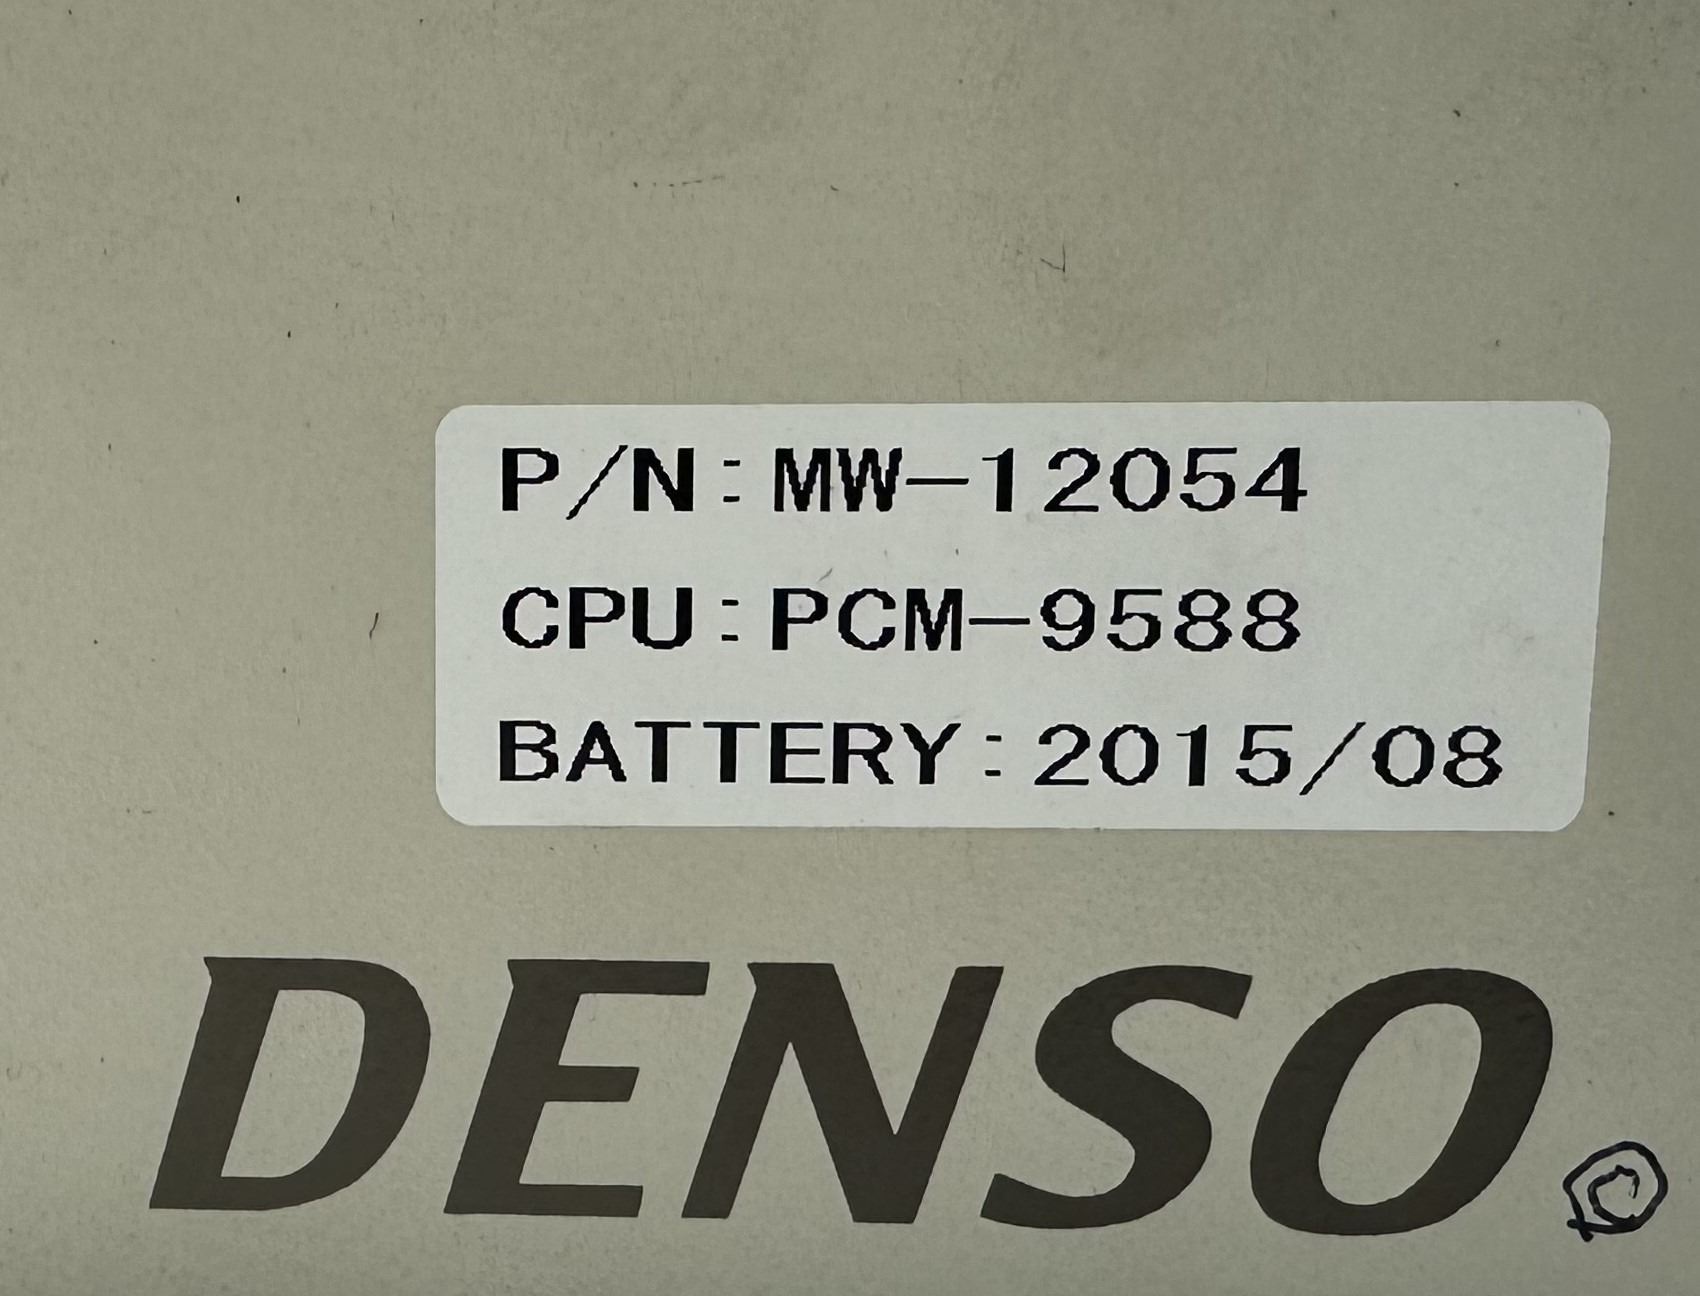 P/N:MW-12054
CPU:PCM-9588
BATTERY:2015/08
DENSO